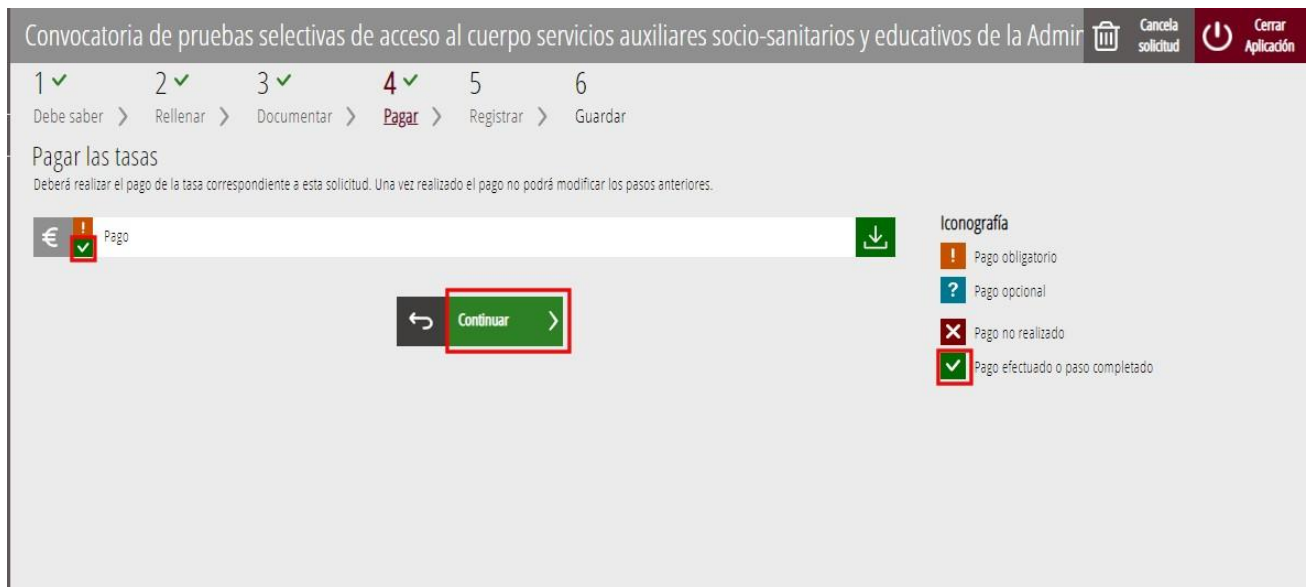 Convocatoria de pruebas selectivas de acceso al cuerpo servicios auxiliares socio-sanitarios y educativos de la Admir
Cancela
solicitud
Cerrar
Aplicación
1 2 3 4 5 6
Debe saber Rellenar Documentar Pagar Registrar Guardar
Pagar las tasas
Deberá realizar el pago de la tasa correspondiente a esta solicitud. Una vez realizado el pago no podrá modificar los pasos anteriores.
€ ! Pago
Continuar
Iconografía
! Pago obligatorio
? Pago opcional
Pago no realizado
Pago efectuado o paso completado